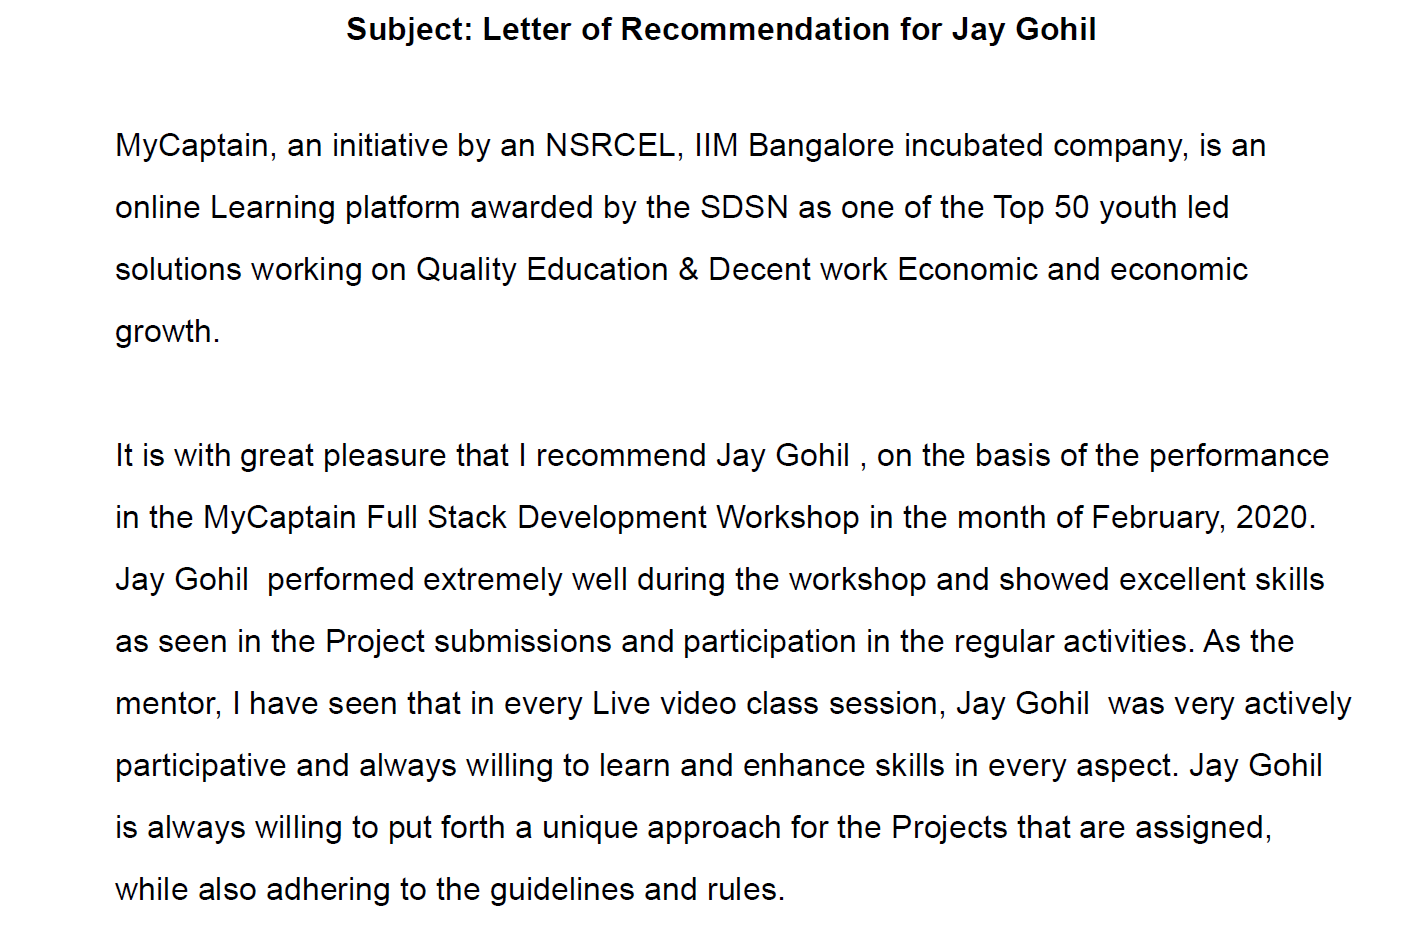 Subject: Letter of Recommendation for Jay Gohil
MyCaptain, an initiative by an NSRCEL, IIM Bangalore incubated company, is an
online Learning platform awarded by the SDSN as one of the Top 50 youth led
solutions working on Quality Education & Decent work Economic and economic
growth.
It is with great pleasure that I recommend Jay Gohil , on the basis of the performance
in the MyCaptain Full Stack Development Workshop in the month of February, 2020.
Jay Gohil  performed extremely well during the workshop and showed excellent skills
as seen in the Project submissions and participation in the regular activities. As the
mentor, I have seen that in every Live video class session, Jay Gohil  was very actively
participative and always willing to learn and enhance skills in every aspect. Jay Gohil
is always willing to put forth a unique approach for the Projects that are assigned,
while also adhering to the guidelines and rules.